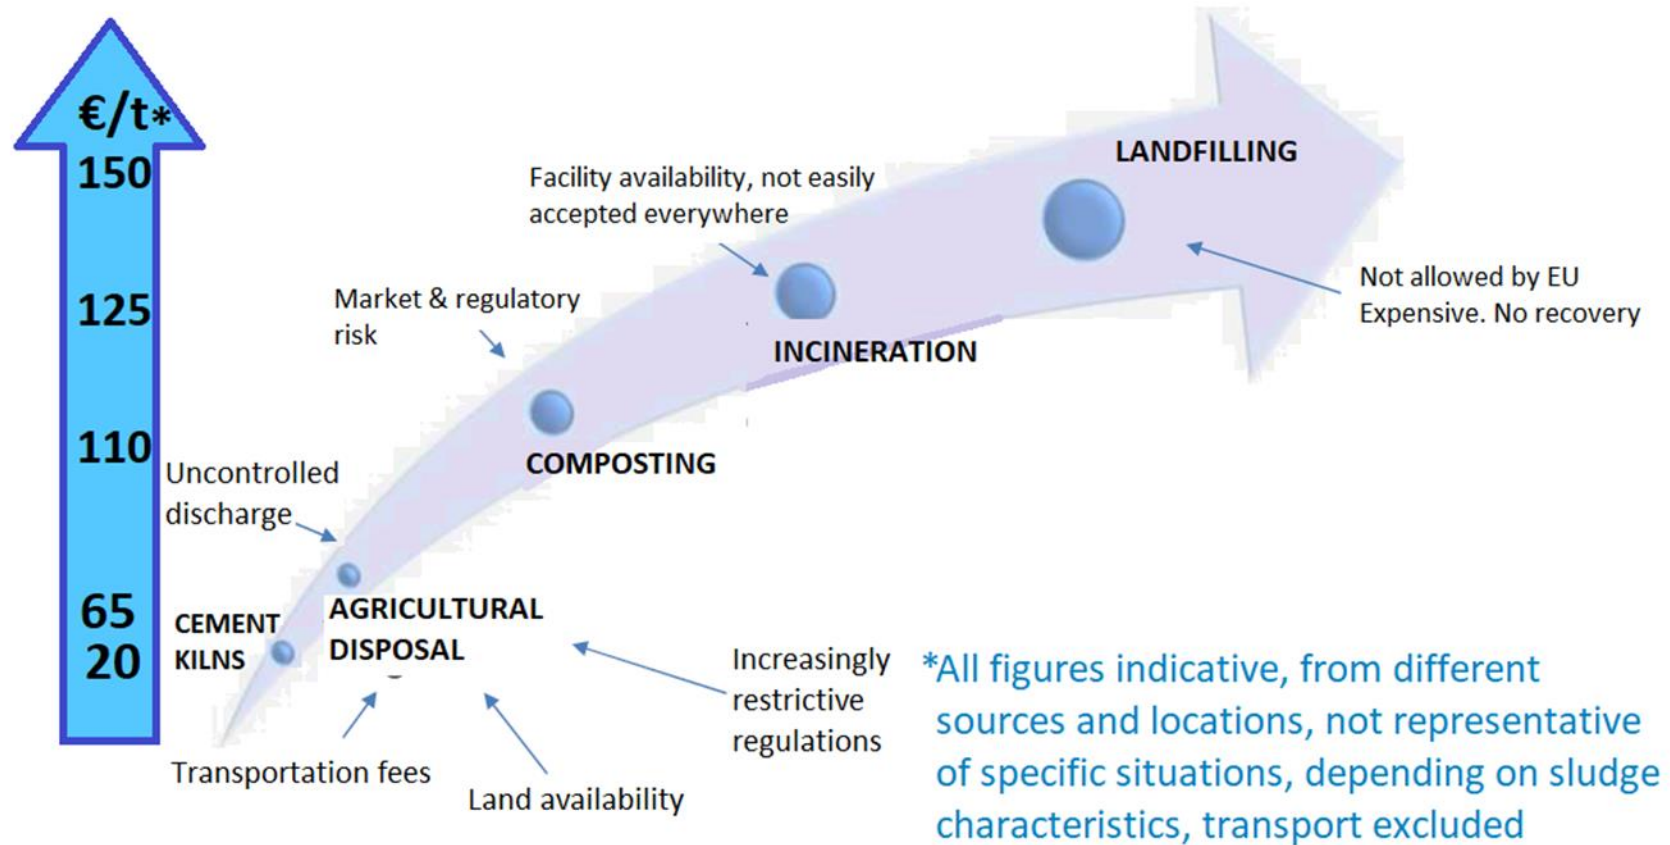 €/t*
150
125
110
65
20
LANDFILLING
Facility availability, not easily
accepted everywhere
Not allowed by EU
Expensive. No recovery
Market & regulatory
risk
INCINERATION
COMPOSTING
Uncontrolled
discharge
CEMENT
KILNS
AGRICULTURAL
DISPOSAL
Increasingly
restrictive
regulations
Transportation fees
Land availability
*All figures indicative, from different
sources and locations, not representative
of specific situations, depending on sludge
characteristics, transport excluded